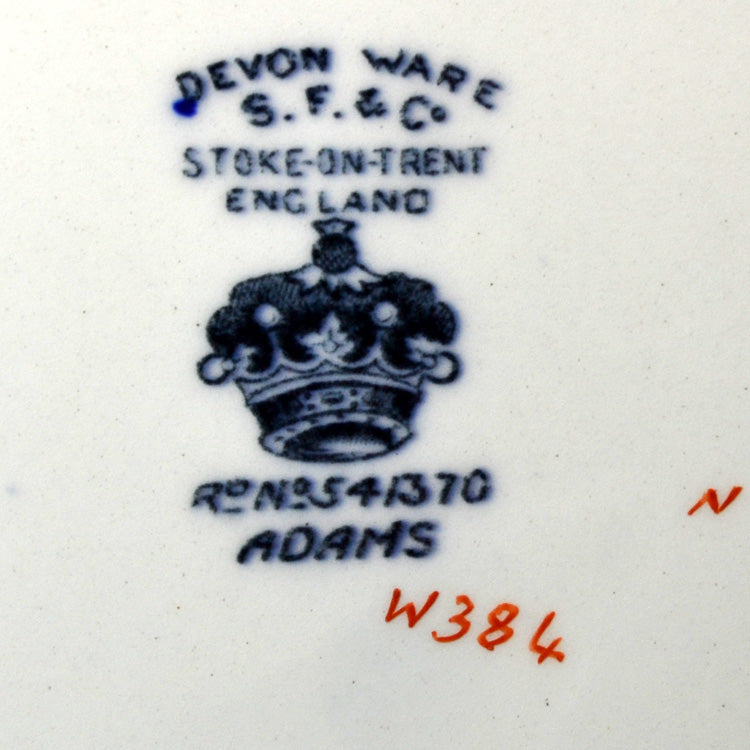 DEVON WARE
S. F. & Co
STOKE-ON-TRENT
ENGLAND
RD No 541370
ADAMS
N
W384